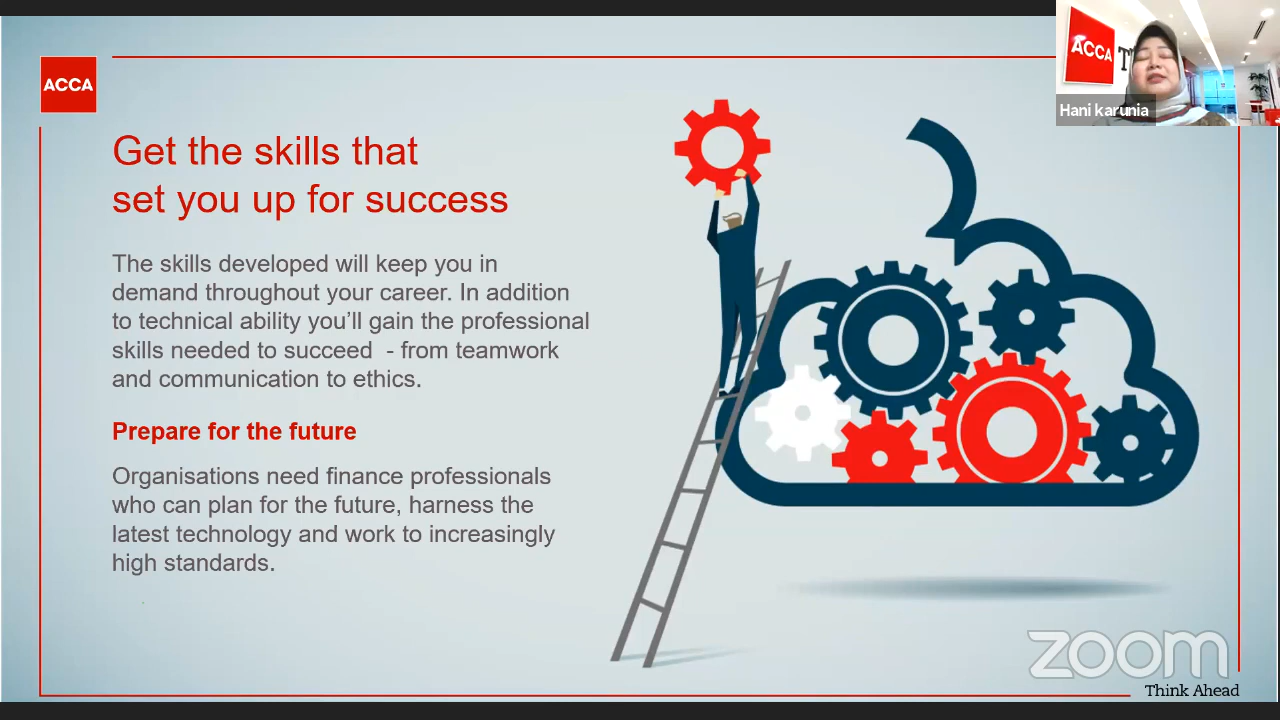 ACCA
Get the skills that
set you up for success
The skills developed will keep you in
demand throughout your career. In addition
to technical ability you’ll gain the professional
skills needed to succeed - from teamwork
and communication to ethics.
Prepare for the future
Organisations need finance professionals
who can plan for the future, harness the
latest technology and work to increasingly
high standards.
ACCA
Hani karunia
zoom
Think Ahead